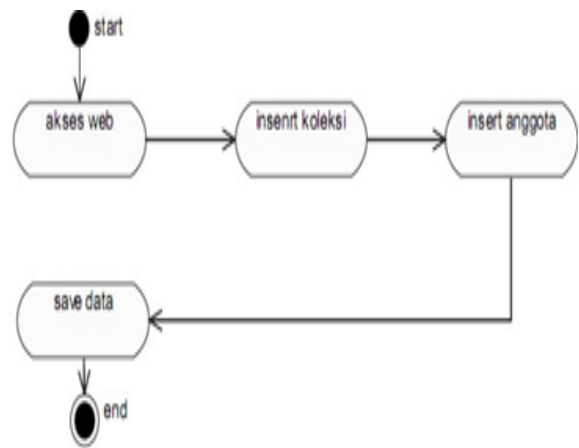 start
akses web
insenrt koleksi
insert anggota
save data
end